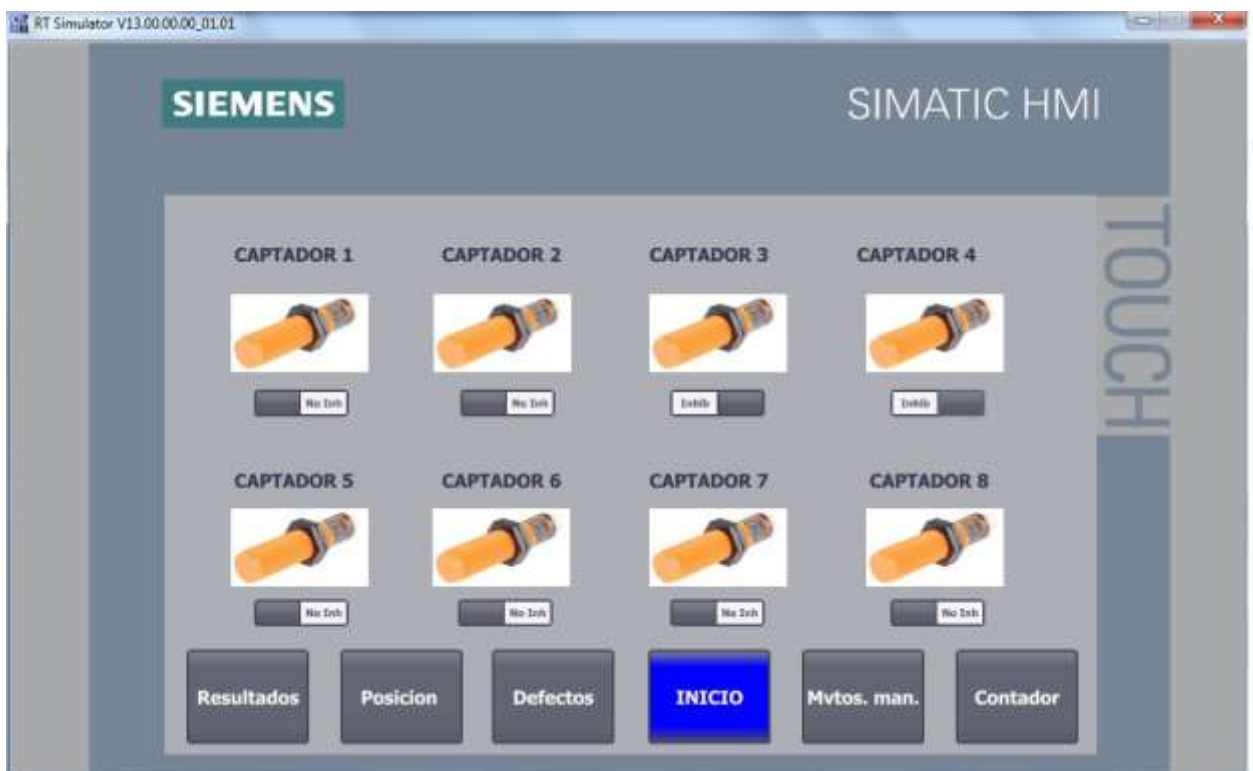 RT Simulator V13.00.00.00_01.01
SIEMENS
SIMATIC HMI
TOUCH
CAPTADOR 1
CAPTADOR 2
CAPTADOR 3
CAPTADOR 4
No Inh
No Inh
Inhib
Inhib
CAPTADOR 5
CAPTADOR 6
CAPTADOR 7
CAPTADOR 8
No Inh
No Inh
No Inh
No Inh
Resultados
Posicion
Defectos
INICIO
Mvtos. man.
Contador